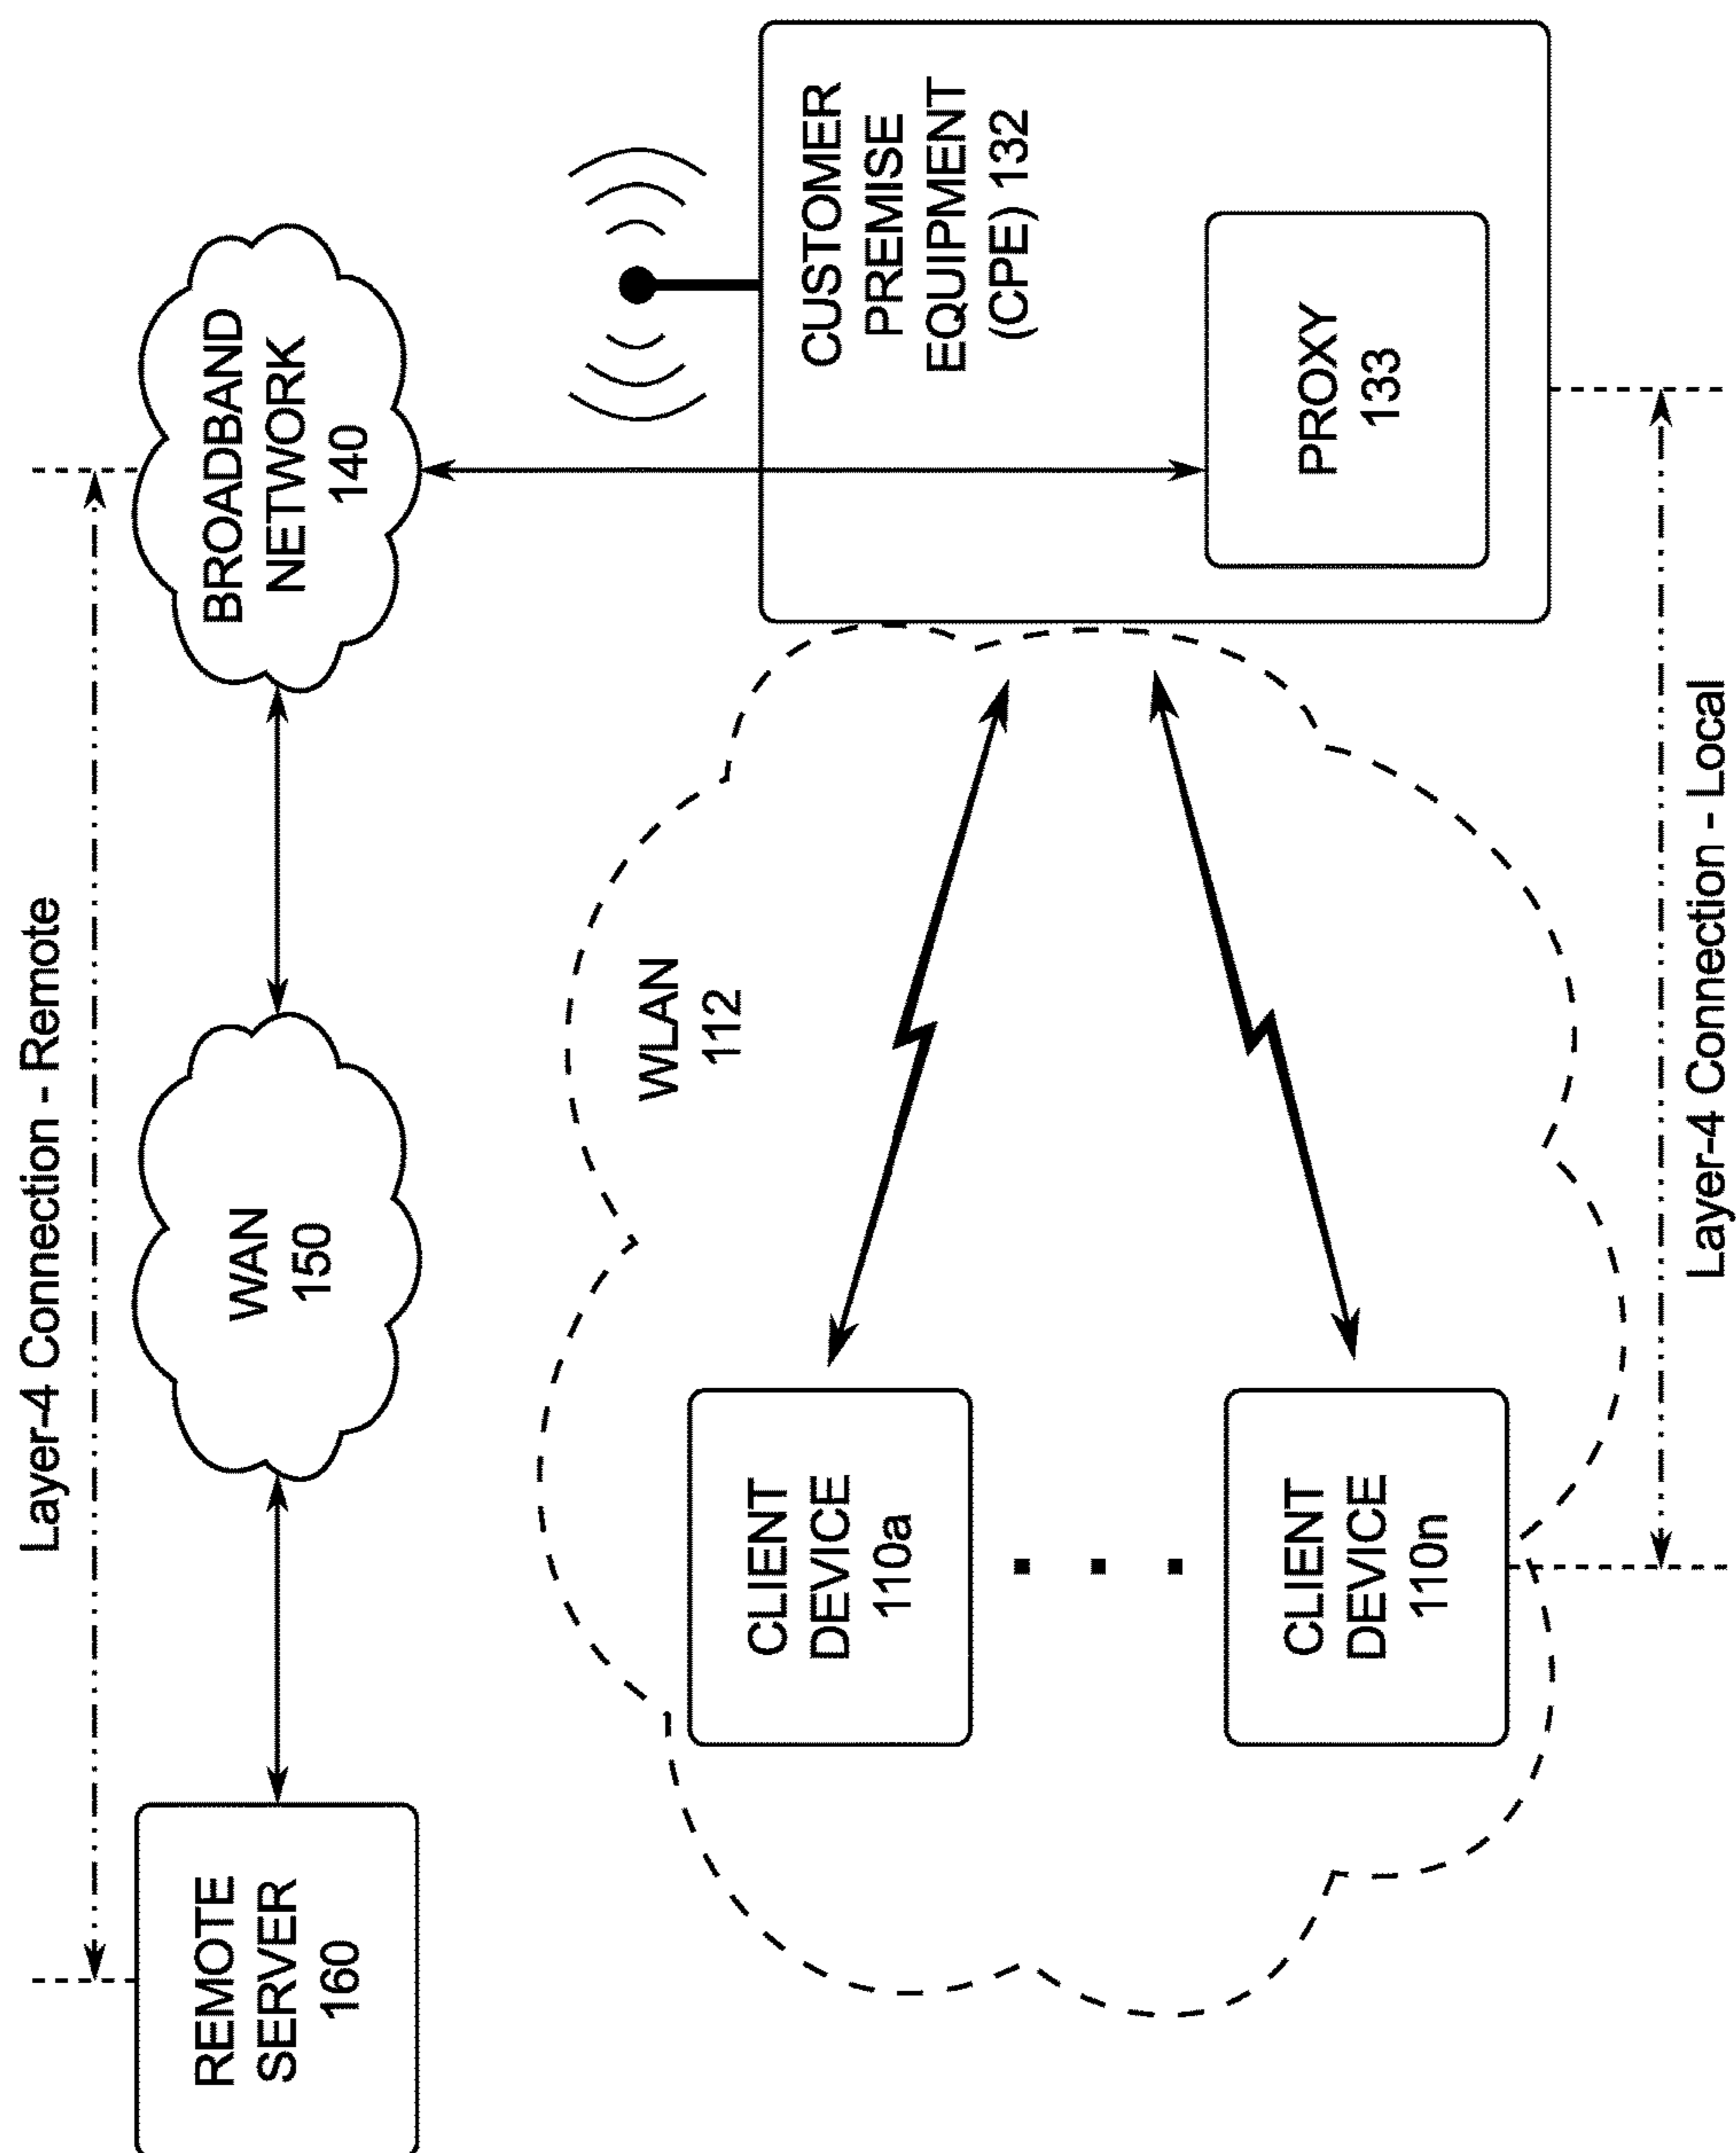 Layer-4 Connection - Remote
REMOTE
SERVER
160
WAN
150
BROADBAND
NETWORK
140
WLAN
112
CLIENT
DEVICE
110a
CLIENT
DEVICE
110n
CUSTOMER
PREMISE
EQUIPMENT
(CPE) 132
PROXY
133
Layer-4 Connection - Local